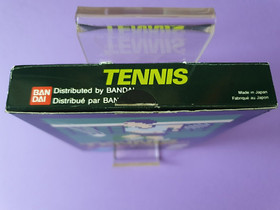 TENNIS
BAN
DAI
Distributed by BANDAI
Distribué par BAN
Made in Japan
Fabriqué au Japon